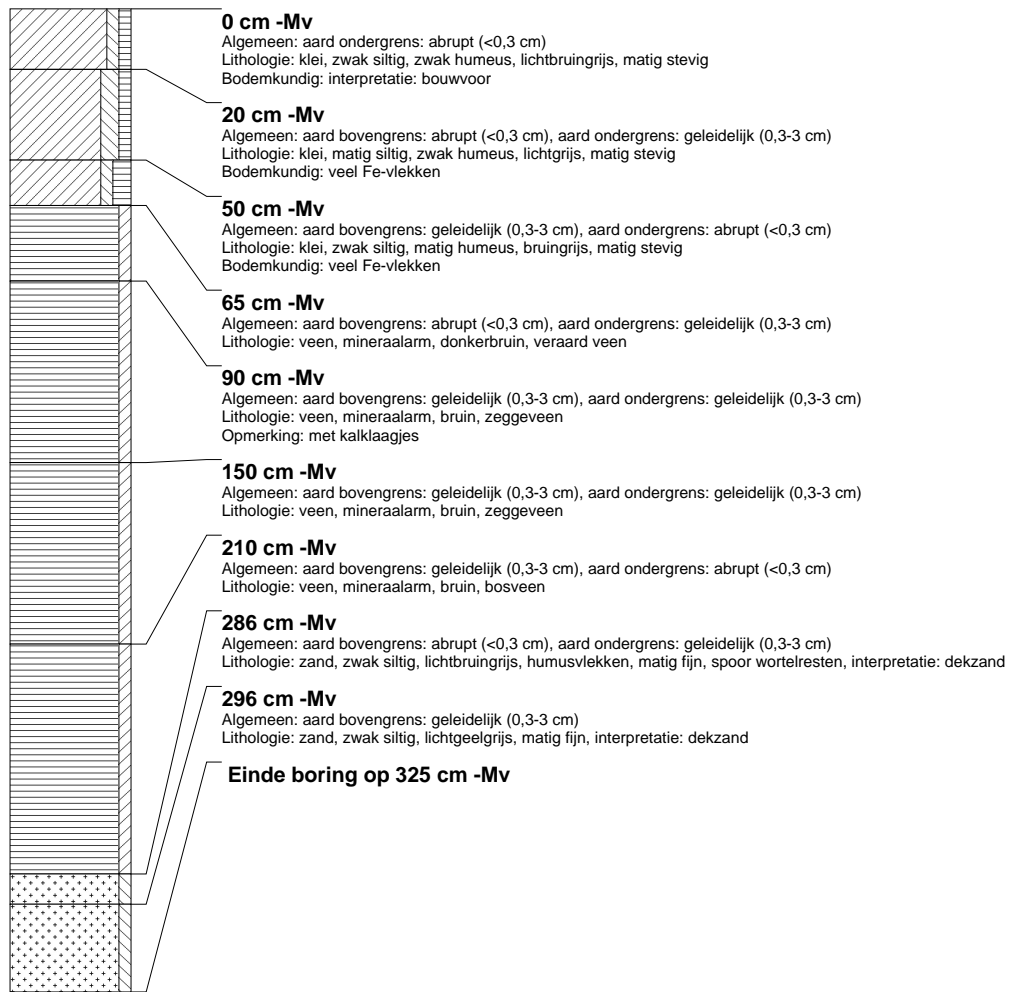 0 cm -Mv
Algemeen: aard ondergrens: abrupt (<0,3 cm)
Lithologie: klei, zwak siltig, zwak humeus, lichtbruingrijs, matig stevig
Bodemkundig: interpretatie: bouwvoor
20 cm -Mv
Algemeen: aard bovengrens: abrupt (<0,3 cm), aard ondergrens: geleidelijk (0,3-3 cm)
Lithologie: klei, matig siltig, zwak humeus, lichtgrijs, matig stevig
Bodemkundig: veel Fe-vlekken
50 cm -Mv
Algemeen: aard bovengrens: geleidelijk (0,3-3 cm), aard ondergrens: abrupt (<0,3 cm)
Lithologie: klei, zwak siltig, matig humeus, bruingrijs, matig stevig
Bodemkundig: veel Fe-vlekken
65 cm -Mv
Algemeen: aard bovengrens: abrupt (<0,3 cm), aard ondergrens: geleidelijk (0,3-3 cm)
Lithologie: veen, mineraalarm, donkerbruin, veraard veen
90 cm -Mv
Algemeen: aard bovengrens: geleidelijk (0,3-3 cm), aard ondergrens: geleidelijk (0,3-3 cm)
Lithologie: veen, mineraalarm, bruin, zeggeveen
Opmerking: met kalklaagjes
150 cm -Mv
Algemeen: aard bovengrens: geleidelijk (0,3-3 cm), aard ondergrens: geleidelijk (0,3-3 cm)
Lithologie: veen, mineraalarm, bruin, zeggeveen
210 cm -Mv
Algemeen: aard bovengrens: geleidelijk (0,3-3 cm), aard ondergrens: abrupt (<0,3 cm)
Lithologie: veen, mineraalarm, bruin, bosveen
286 cm -Mv
Algemeen: aard bovengrens: abrupt (<0,3 cm), aard ondergrens: geleidelijk (0,3-3 cm)
Lithologie: zand, zwak siltig, lichtbruingrijs, humusvlekken, matig fijn, spoor wortelresten, interpretatie: dekzand
296 cm -Mv
Algemeen: aard bovengrens: geleidelijk (0,3-3 cm)
Lithologie: zand, zwak siltig, lichtgeelgrijs, matig fijn, interpretatie: dekzand
Einde boring op 325 cm -Mv